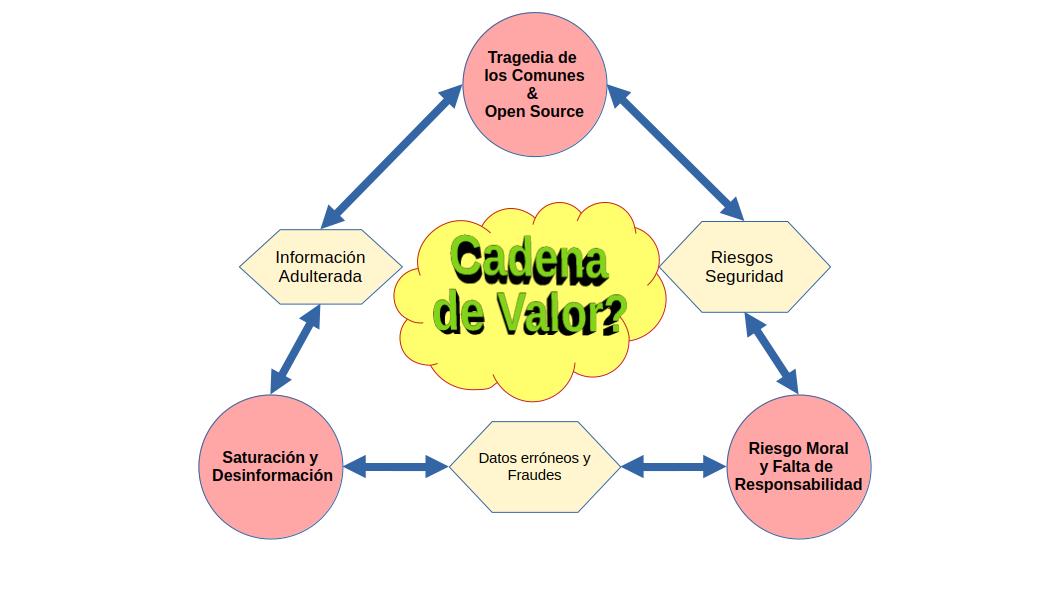 Tragedia de
los Comunes
&
Open Source
Información
Adulterada
Cadena
de Valor?
Riesgos
Seguridad
Saturación y
Desinformación
Datos erróneos y
Fraudes
Riesgo Moral
y Falta de
Responsabilidad